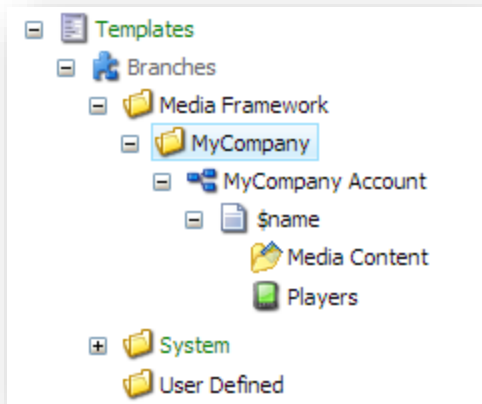 Templates
Branches
Media Framework
MyCompany
MyCompany Account
$name
Media Content
Players
System
User Defined